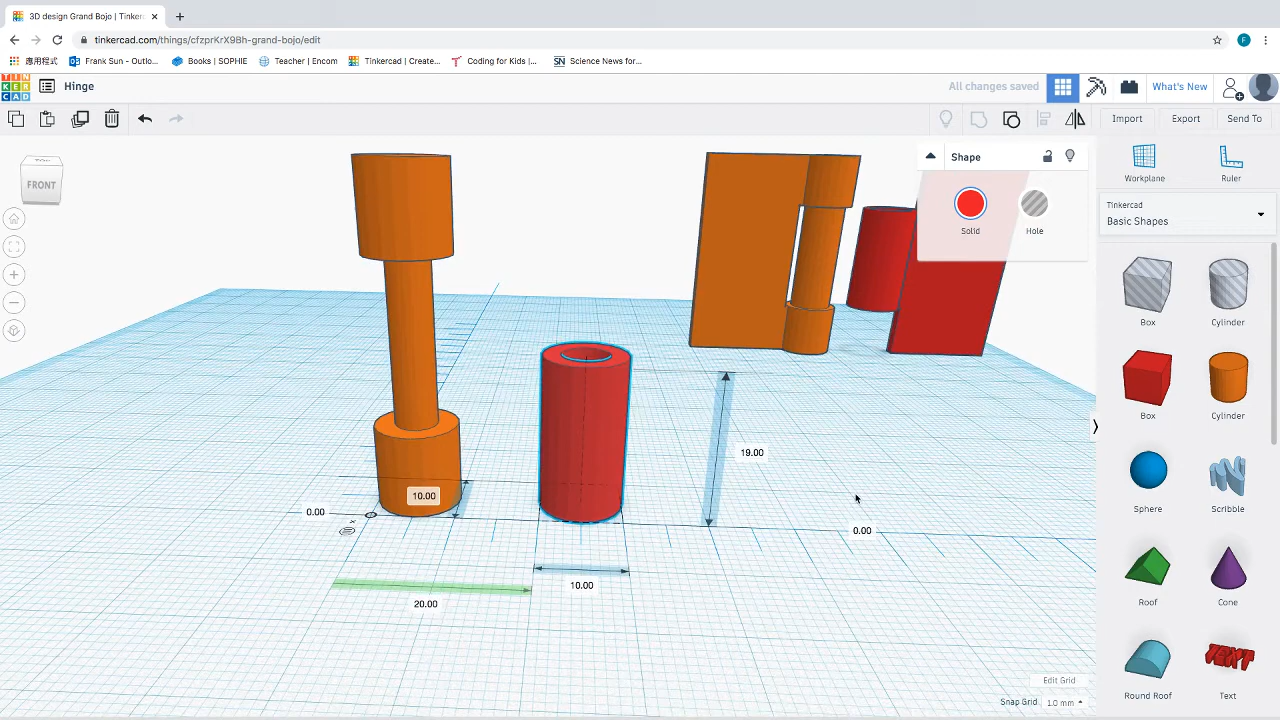 3D design Grand Bojo | Tinkerc
tinkercad.com/things/cfzprKrX9Bh-grand-bojo/edit
F
應用程式
Frank Sun - Outlo...
Books | SOPHIE
Teacher | Encom
Tinkercad | Create...
Coding for Kids |...
SN Science News for...
TIN
KER
CAD
Hinge
All changes saved
What's New
Import
Export
Send To
FRONT
Shape
Solid
Hole
Workplane
Ruler
Tinkercad
Basic Shapes
Box
Cylinder
Box
Cylinder
Sphere
Scribble
Roof
Cone
Round Roof
Text
TEXT
19.00
10.00
0.00
0.00
10.00
20.00
Edit Grid
Snap Grid 1.0 mm